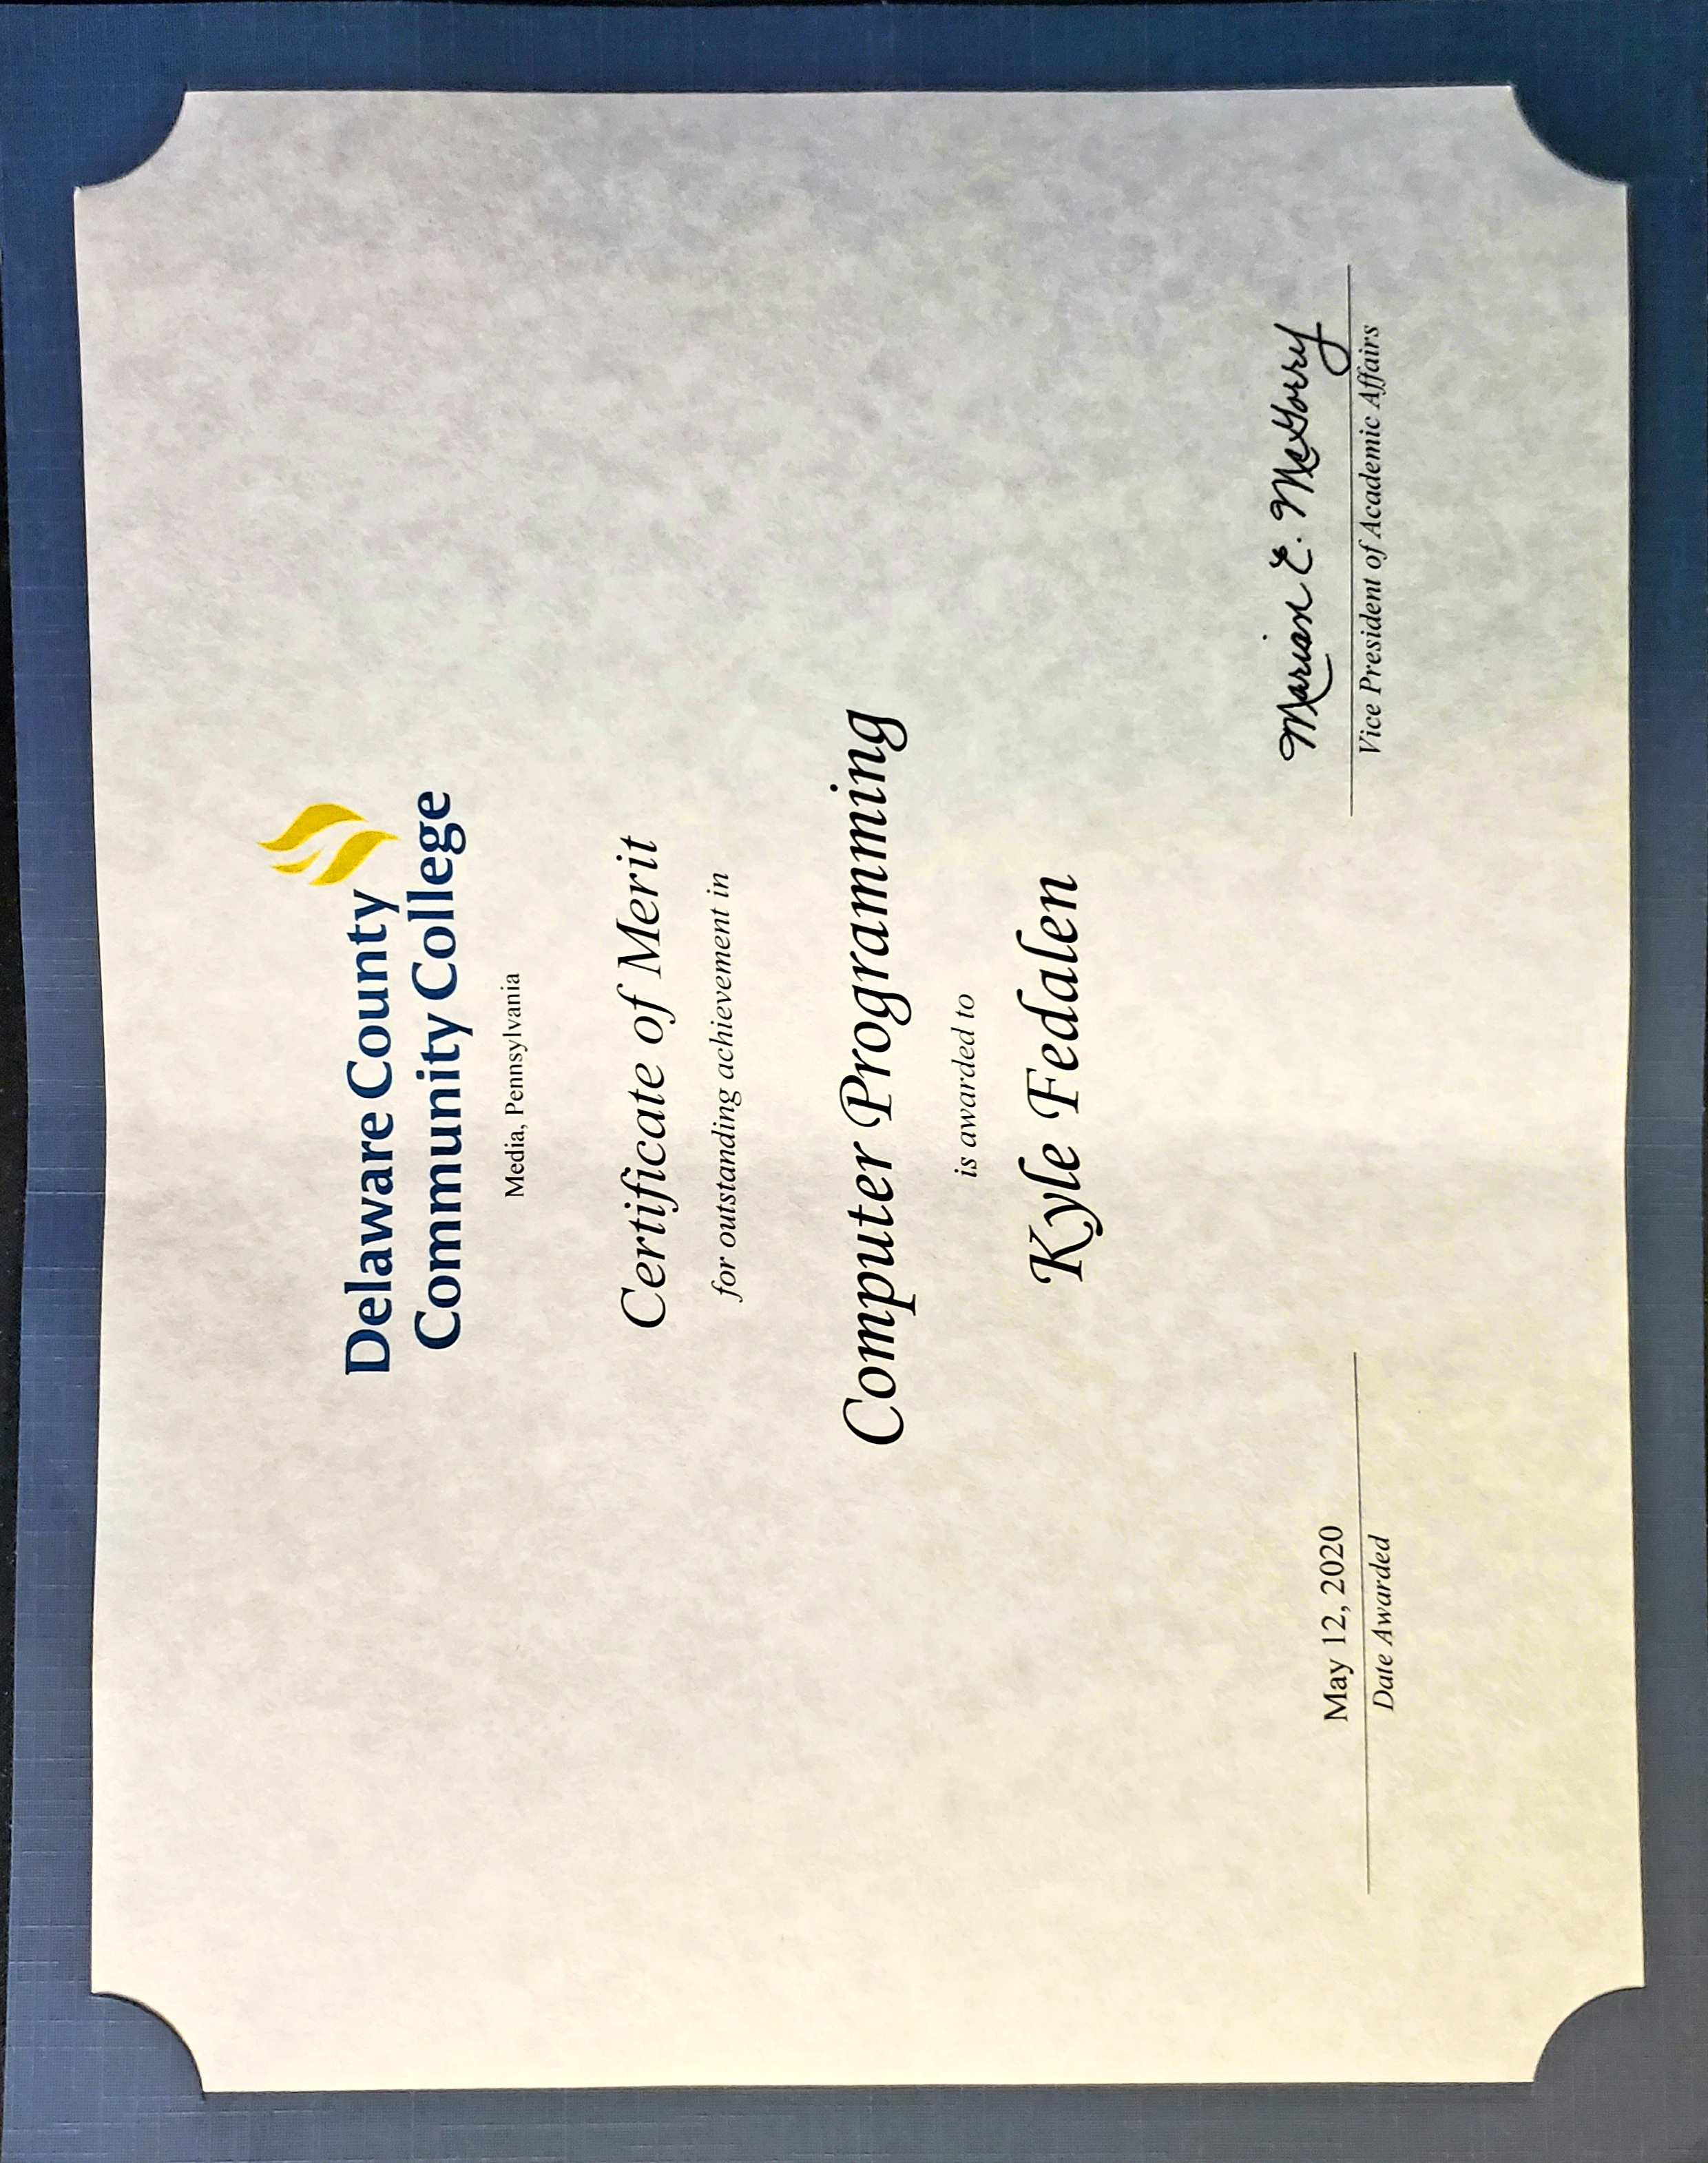 Delaware County
Community College
Media, Pennsylvania
Certificate of Merit
for outstanding achievement in
Computer Programming
is awarded to
Kyle Fedalen
May 12, 2020
Date Awarded
Marian E. McGorry
Vice President of Academic Affairs